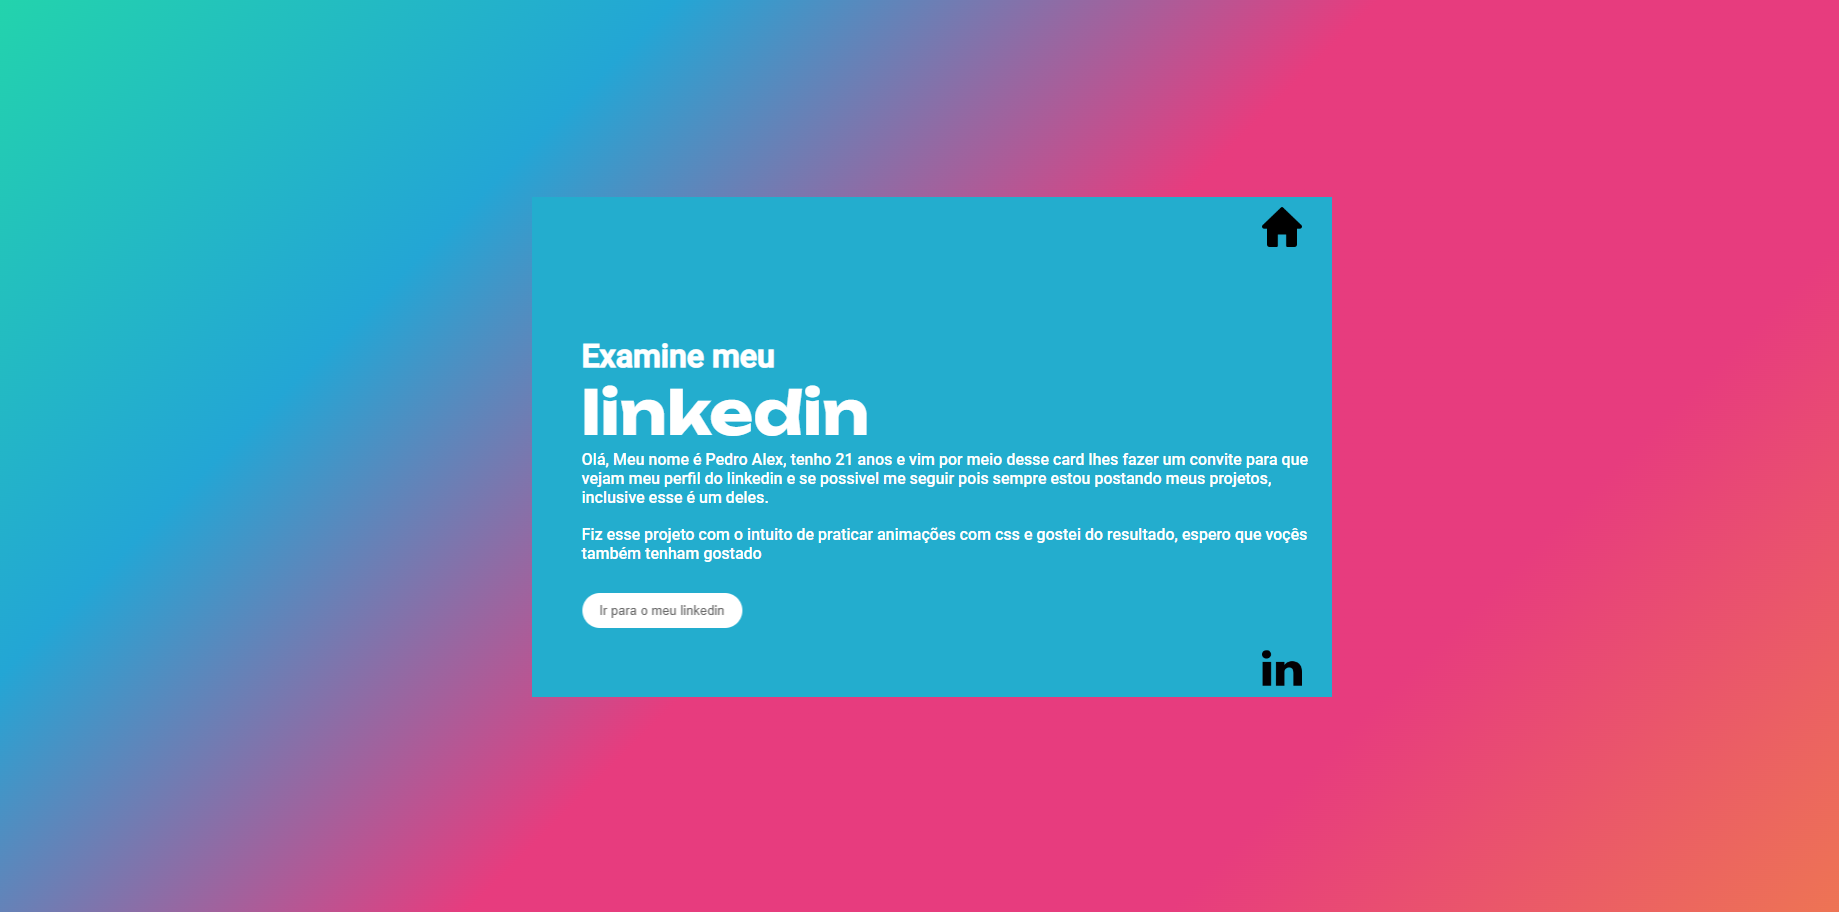 Examine meu
linkedin
Olá, Meu nome é Pedro Alex, tenho 21 anos e vim por meio desse card lhes fazer um convite para que
vejam meu perfil do linkedin e se possivel me seguir pois sempre estou postando meus projetos,
inclusive esse é um deles.
Fiz esse projeto com o intuito de praticar animações com css e gostei do resultado, espero que voçês
também tenham gostado
Ir para o meu linkedin
in